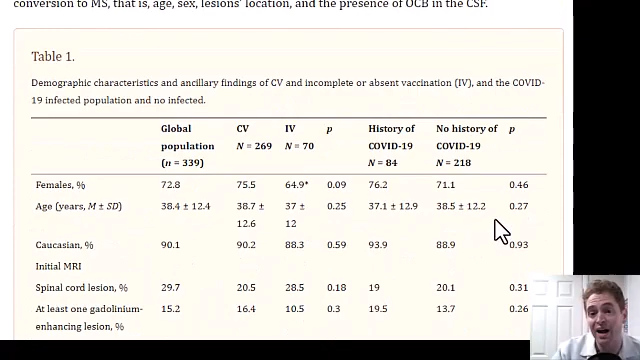 conversion to MS, that is, age, sex, lesions' location, and the presence of OCB in the CSF.
Table 1.
Demographic characteristics and ancillary findings of CV and incomplete or absent vaccination (IV), and the COVID-
19 infected population and no infected.
Global population (n = 339) CV N = 269 IV N = 70 p History of COVID-19 N = 84 No history of COVID-19 N = 218 p
Females, % 72.8 75.5 64.9* 0.09 76.2 71.1 0.46
Age (years, M ± SD) 38.4 ± 12.4 38.7 ± 12.6 37 ± 12 0.25 37.1 ± 12.9 38.5 ± 12.2 0.27
Caucasian, % 90.1 90.2 88.3 0.59 93.9 88.9 0.93
Initial MRI
Spinal cord lesion, % 29.7 20.5 28.5 0.18 19 20.1 0.31
At least one gadolinium-enhancing lesion, % 15.2 16.4 10.5 0.3 19.5 13.7 0.26